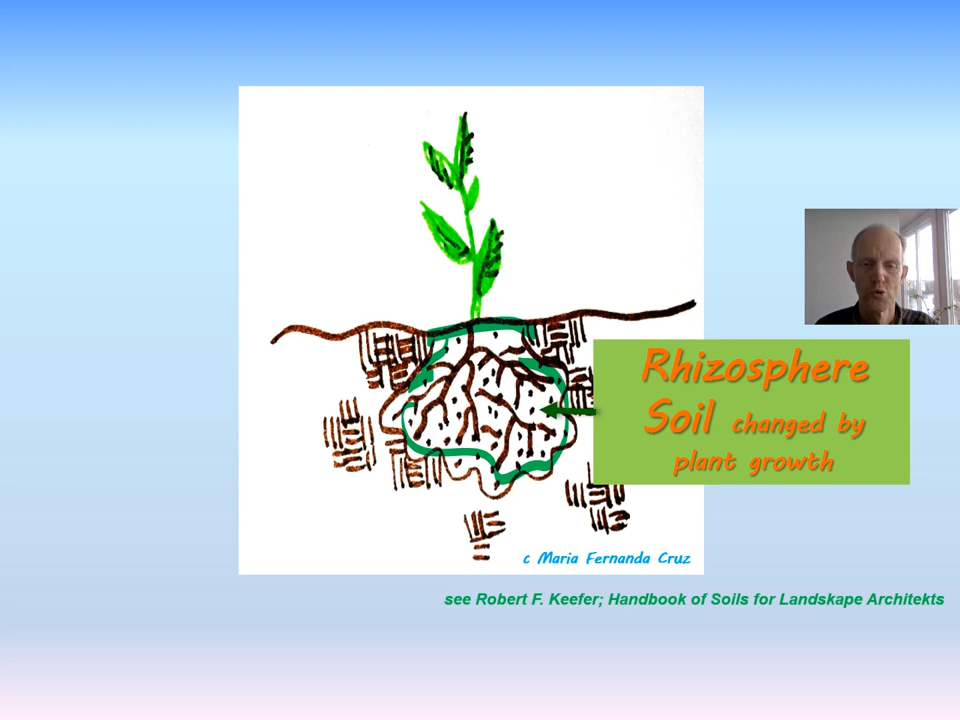 Rhizosphere
Soil changed by
plant growth
c Maria Fernanda Cruz
see Robert F. Keefer; Handbook of Soils for Landskape Architekts